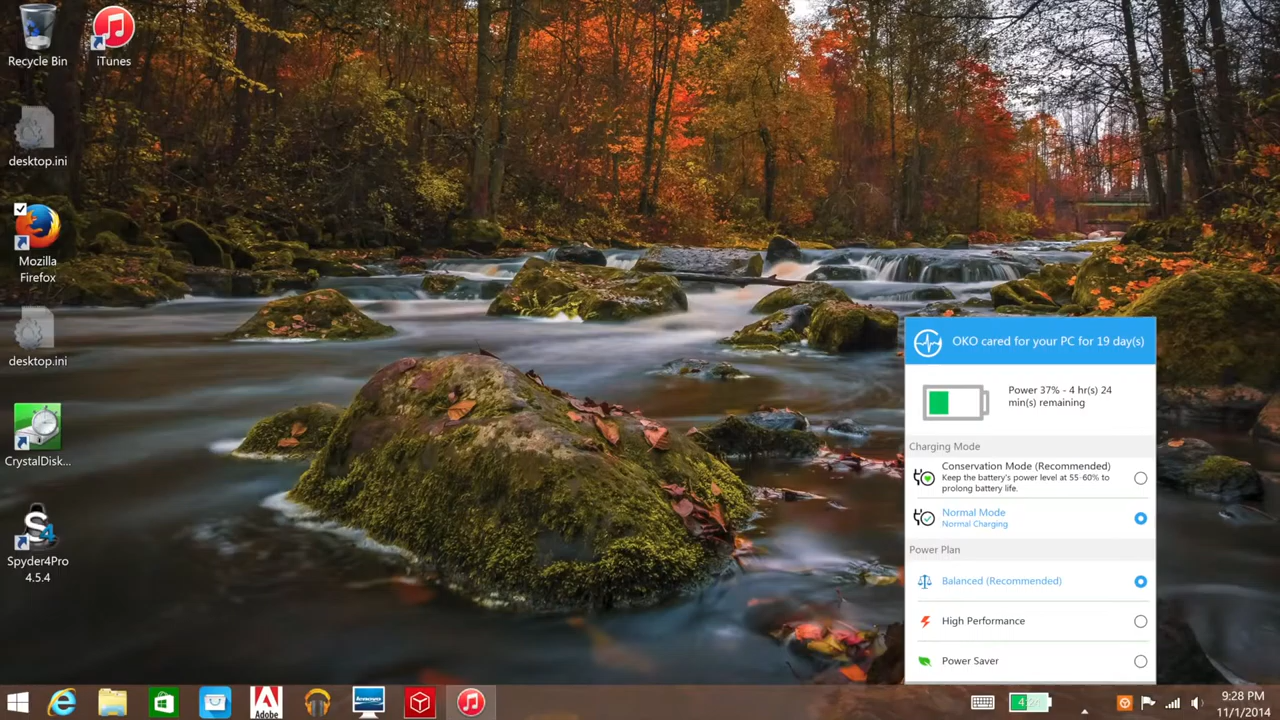 Recycle Bin
iTunes
desktop.ini
Mozilla
Firefox
desktop.ini
CrystalDisk...
Spyder4Pro
4.5.4
OKO cared for your PC for 19 day(s)
Power 37% - 4 hr(s) 24
min(s) remaining
Charging Mode
Conservation Mode (Recommended)
Keep the battery's power level at 55-60% to
prolong battery life.
Normal Mode
Normal Charging
Power Plan
Balanced (Recommended)
High Performance
Power Saver
Adobe
Lenovo
9:28 PM
11/1/2014